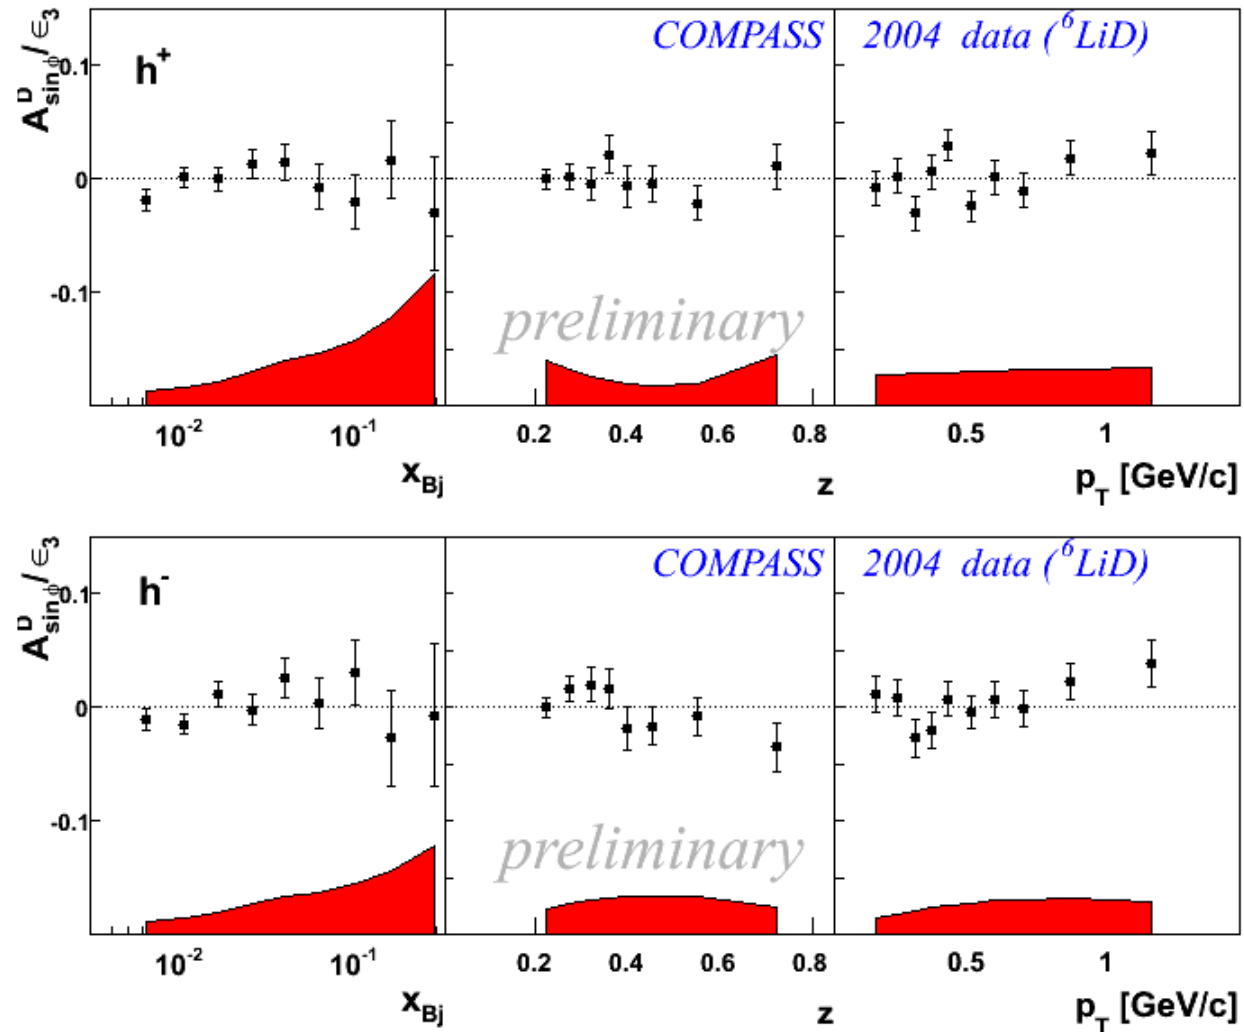 COMPASS 2004 data (⁶LiD)
h⁺
A^D_sinϕ/ϵ₃
0.1
0
-0.1
preliminary
10⁻² 10⁻¹ 0.2 0.4 0.6 0.8 0.5 1
x_Bj z p_T [GeV/c]
COMPASS 2004 data (⁶LiD)
h⁻
A^D_sinϕ/ϵ₃
0.1
0
-0.1
preliminary
10⁻² 10⁻¹ 0.2 0.4 0.6 0.8 0.5 1
x_Bj z p_T [GeV/c]